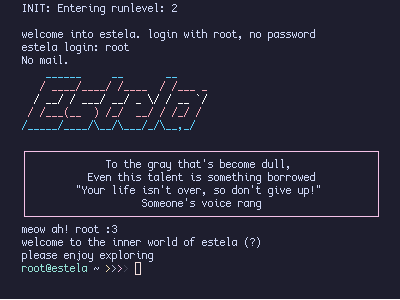 INIT: Entering runlevel: 2
welcome into estela. login with root, no password
estela login: root
No mail.
Estela
To the gray that's become dull,
Even this talent is something borrowed
"Your life isn't over, so don't give up!"
Someone's voice rang
meow ah! root :3
welcome to the inner world of estela (?)
please enjoy exploring
root@estela ~ >>>